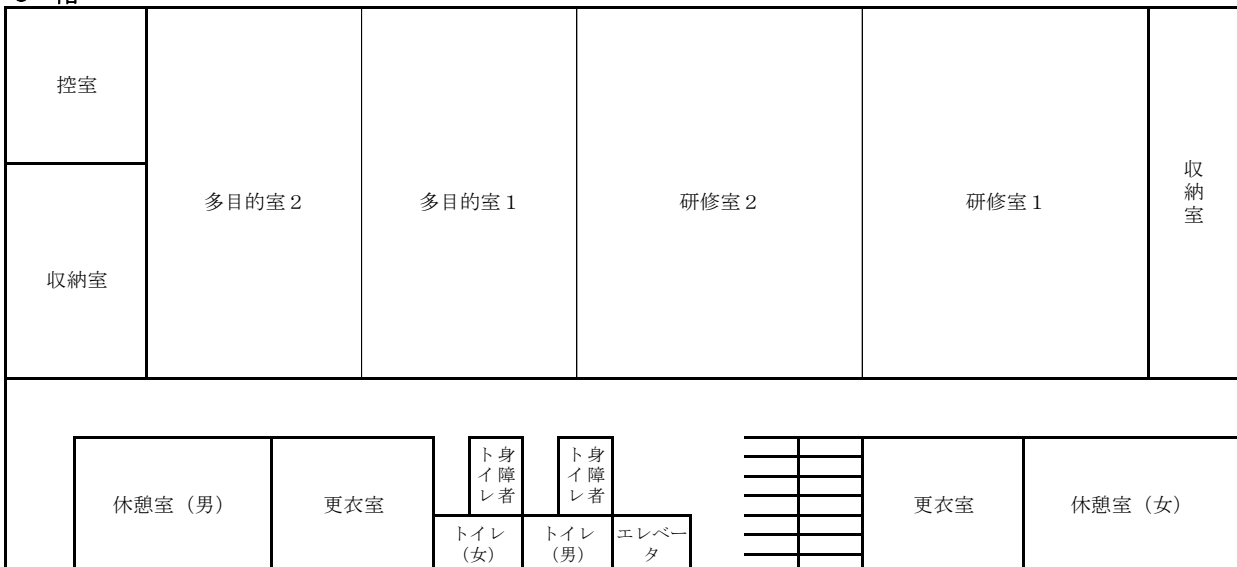 控室
多目的室２
多目的室１
研修室２
研修室１
収納室
収納室
休憩室（男）
更衣室
身障者
トイレ
身障者
トイレ
更衣室
休憩室（女）
トイレ
（女）
トイレ
（男）
エレベー
タ